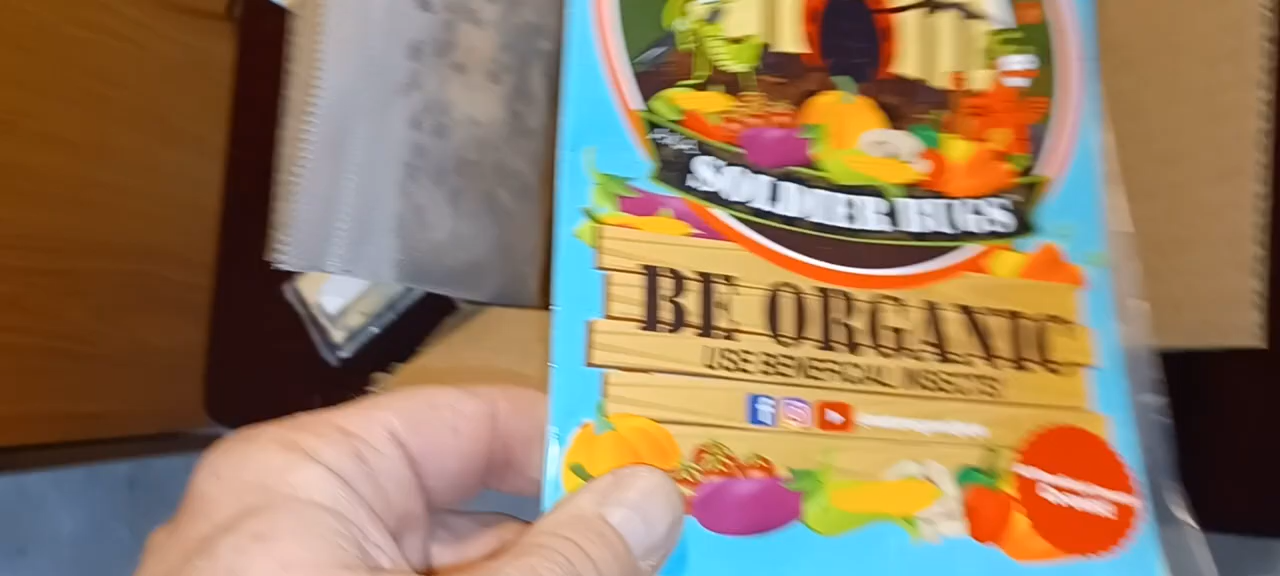 SOLDIER BUGS
BE ORGANIC
USE BENEFICIAL INSECTS